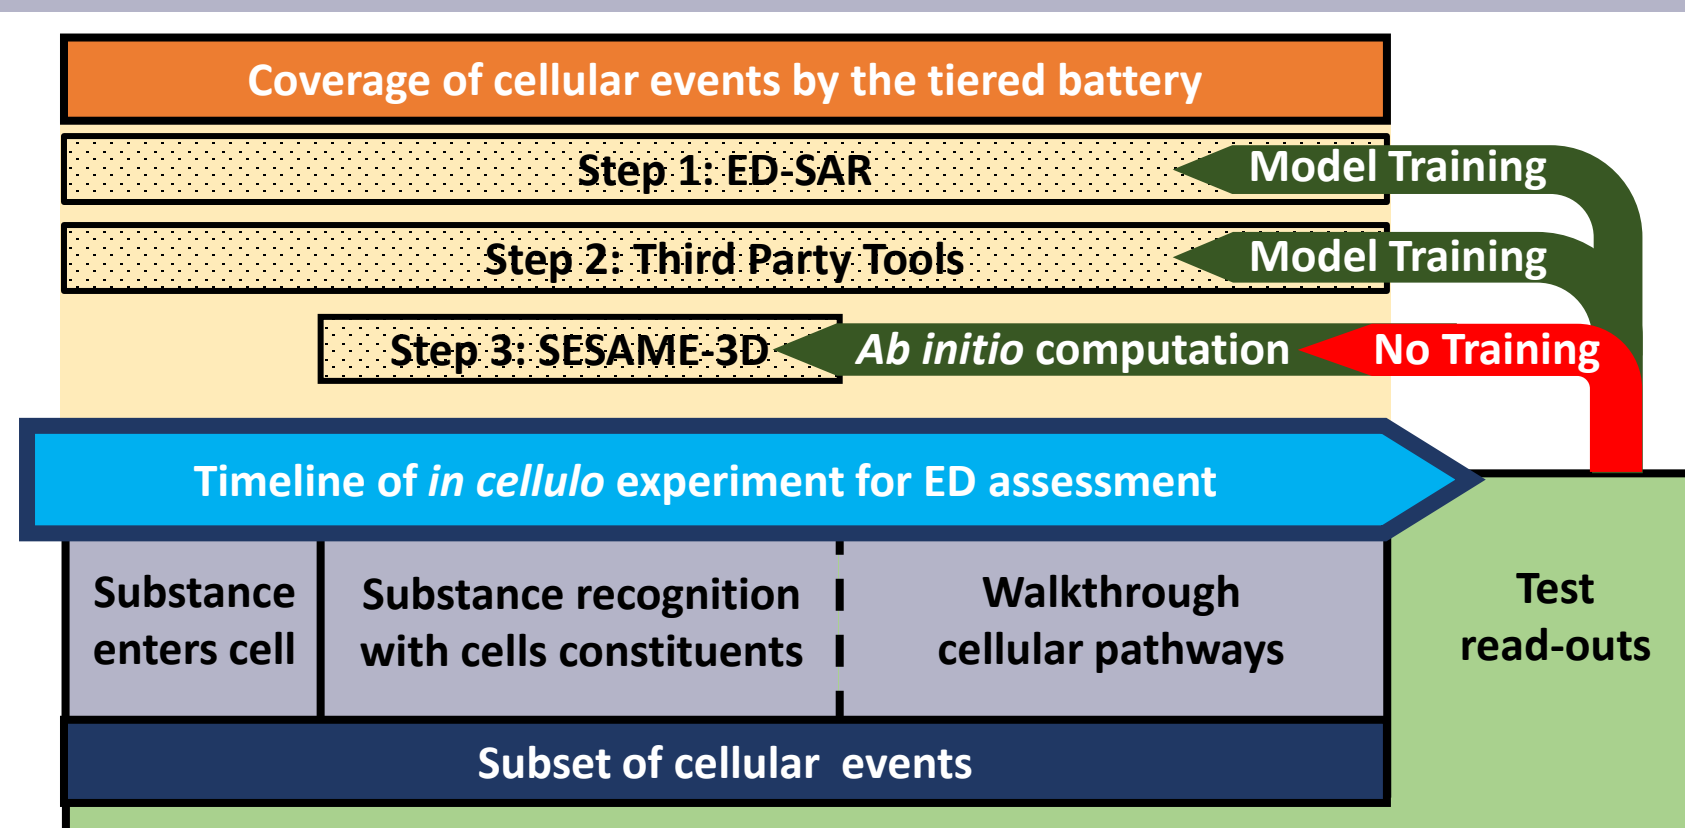 Coverage of cellular events by the tiered battery
Step 1: ED-SAR
Model Training
Step 2: Third Party Tools
Model Training
Step 3: SESAME-3D
Ab initio computation
No Training
Timeline of in cellulo experiment for ED assessment
Substance
enters cell
Substance recognition
with cells constituents
Walkthrough
cellular pathways
Test
read-outs
Subset of cellular events